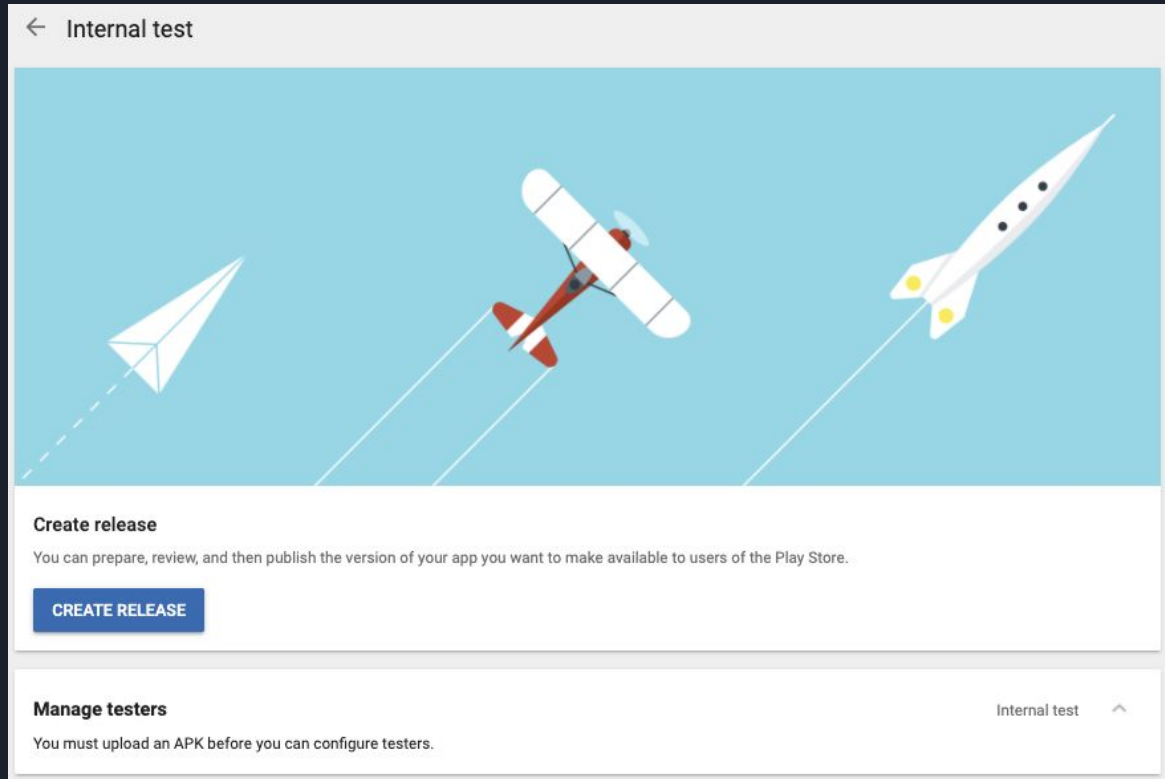 Internal test
Create release
You can prepare, review, and then publish the version of your app you want to make available to users of the Play Store.
CREATE RELEASE
Manage testers
Internal test
You must upload an APK before you can configure testers.